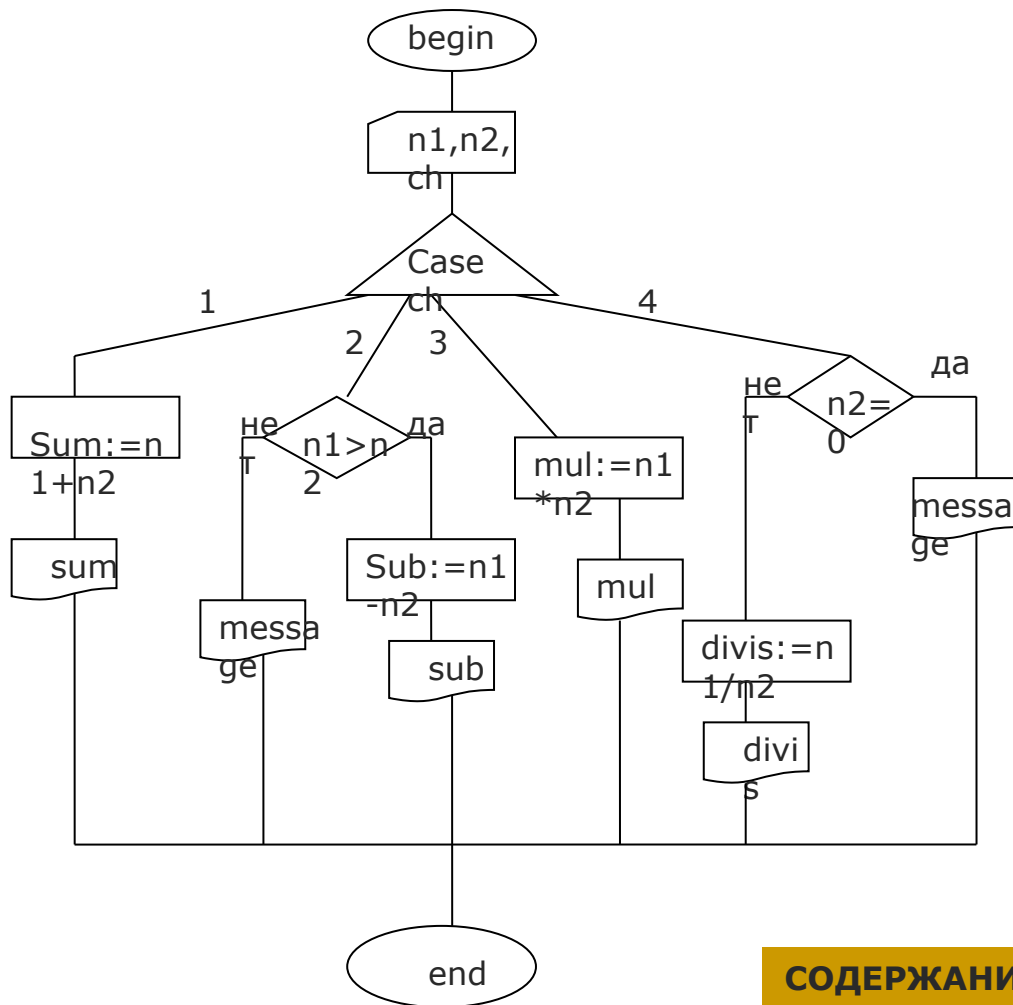 begin
n1,n2,
ch
Case
ch
1
2
3
4
Sum:=n
1+n2
sum
не
т
n1>n
2
да
messa
ge
Sub:=n1
-n2
sub
mul:=n1
*n2
mul
не
т
n2=
0
да
divis:=n
1/n2
divi
s
messa
ge
end
СОДЕРЖАНИ